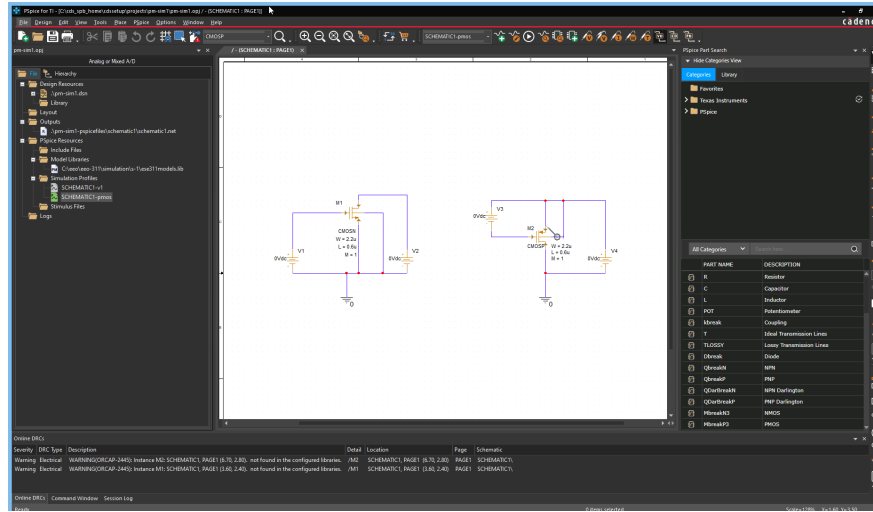 PSpice for TI - [C:\cds_spb_home\cdssetup\projects\pm-sim1\pm-sim1.opj / - (SCHEMATIC1 : PAGE1)]
File Design Edit View Tools Place PSpice Options Window Help
cadenc
CMOSP
SCHEMATIC1-pmos
pm-sim1.opj
/ - (SCHEMATIC1 : PAGE1)
PSpice Part Search
Analog or Mixed A/D
Hide Categories View
File Hierarchy
Categories Library
Design Resources
.\pm-sim1.dsn
Library
Layout
Outputs
.\pm-sim1-pspicefiles\schematic1\schematic1.net
PSpice Resources
Include Files
Model Libraries
Simulation Profiles
SCHEMATIC1-v1
SCHEMATIC1-pmos
Stimulus Files
Logs
Favorites
Texas Instruments
PSpice
M1
CMOSN
W = 2.2u
L = 0.6u
M = 1
V1
0Vdc
V2
0Vdc
0
V3
0Vdc
M2
CMOSP
W = 2.2u
L = 0.6u
M = 1
V4
0Vdc
0
All Categories
PART NAME DESCRIPTION
R Resistor
C Capacitor
L Inductor
POT Potentiometer
kbreak Coupling
T Ideal Transmission Lines
TLOSSY Lossy Transmission Lines
Dbreak Diode
QbreakN NPN
QbreakP PNP
QDarBreakN NPN Darlington
QDarBreakP PNP Darlington
MbreakN3 NMOS
MbreakP3 PMOS
Online DRCs
Severity DRC Type Description Detail Location Page Schematic
Warning Electrical WARNING(ORCAP-2445): Instance M2: SCHEMATIC1, PAGE1 (6.70, 2.80), not found in the configured libraries. /M2 SCHEMATIC1, PAGE1 (6.70, 2.80) PAGE1 SCHEMATIC1\
Warning Electrical WARNING(ORCAP-2445): Instance M1: SCHEMATIC1, PAGE1 (3.60, 2.40), not found in the configured libraries. /M1 SCHEMATIC1, PAGE1 (3.60, 2.40) PAGE1 SCHEMATIC1\
Online DRCs Command Window Session Log
Ready
0 items selected
Scale=128% X=1.60 Y=3.50